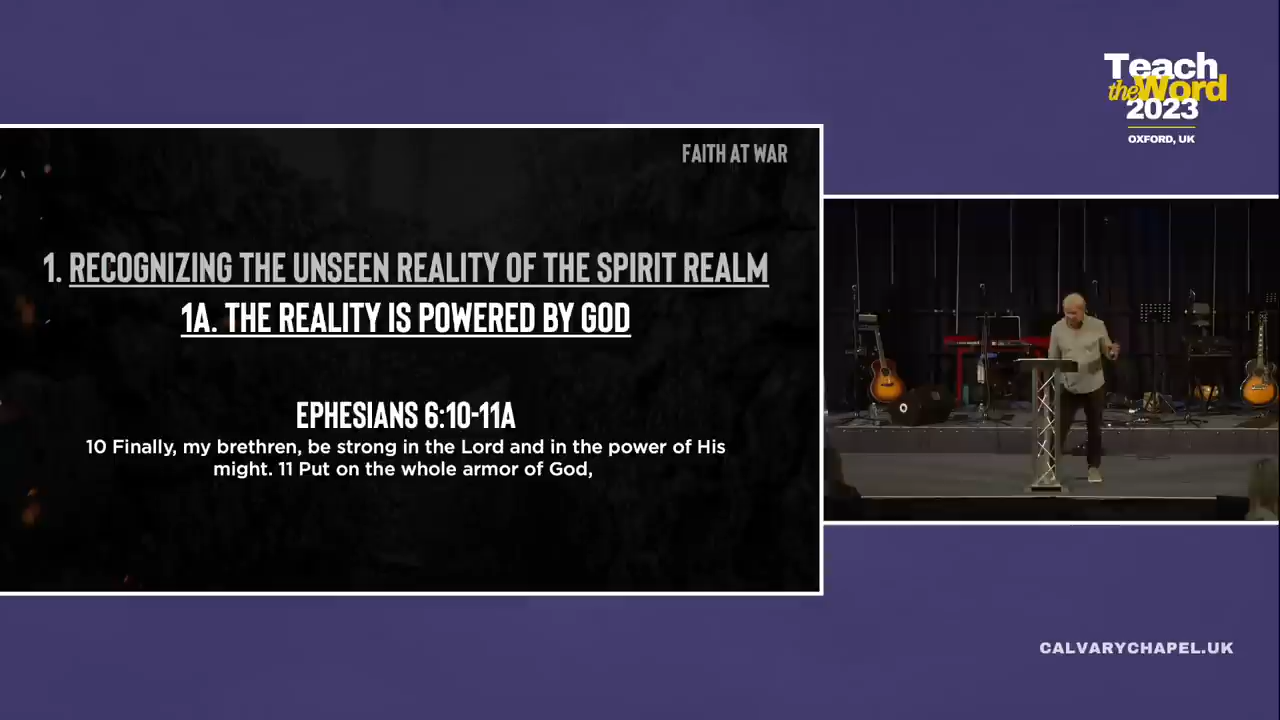 Teach
the Word
2023
OXFORD, UK
FAITH AT WAR
1. RECOGNIZING THE UNSEEN REALITY OF THE SPIRIT REALM
1A. THE REALITY IS POWERED BY GOD
EPHESIANS 6:10-11A
10 Finally, my brethren, be strong in the Lord and in the power of His
might. 11 Put on the whole armor of God,
CALVARYCHAPEL.UK